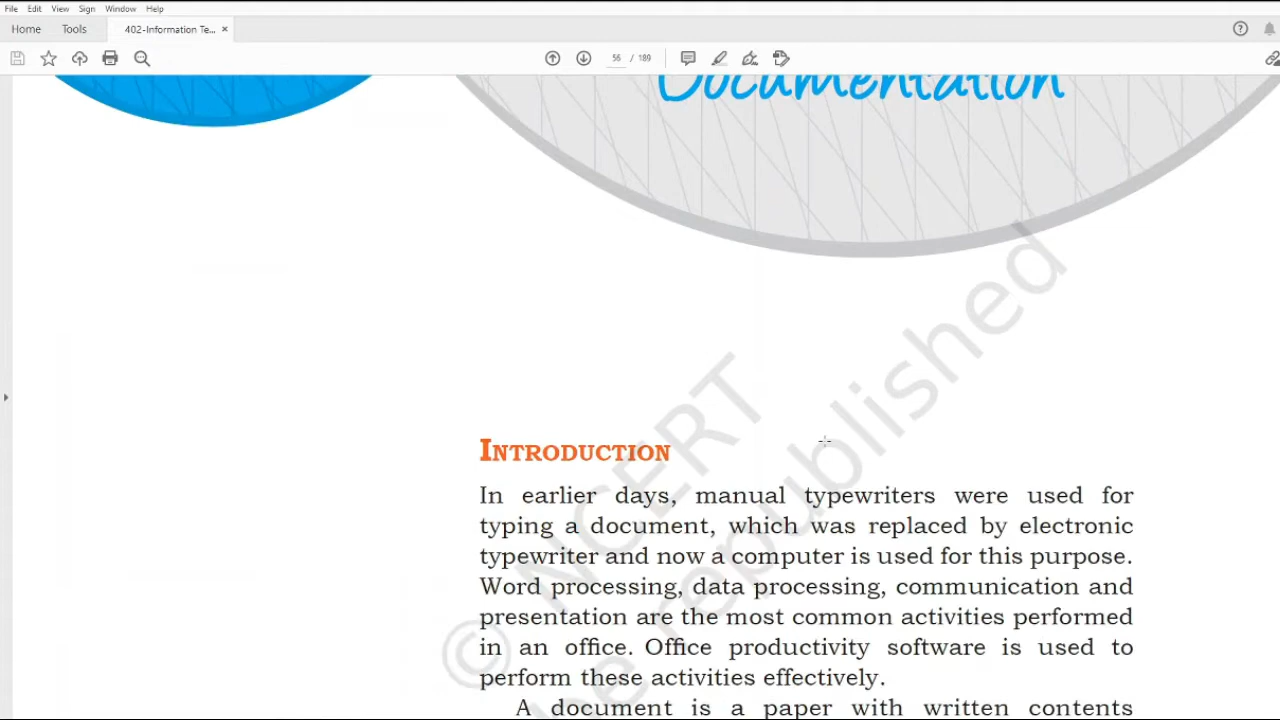 File Edit View Sign Window Help
Home Tools 402-Information Te... ×
56 / 189
Documentation
INTRODUCTION
In earlier days, manual typewriters were used for
typing a document, which was replaced by electronic
typewriter and now a computer is used for this purpose.
Word processing, data processing, communication and
presentation are the most common activities performed
in an office. Office productivity software is used to
perform these activities effectively.
A document is a paper with written contents
© NCERT
be republished